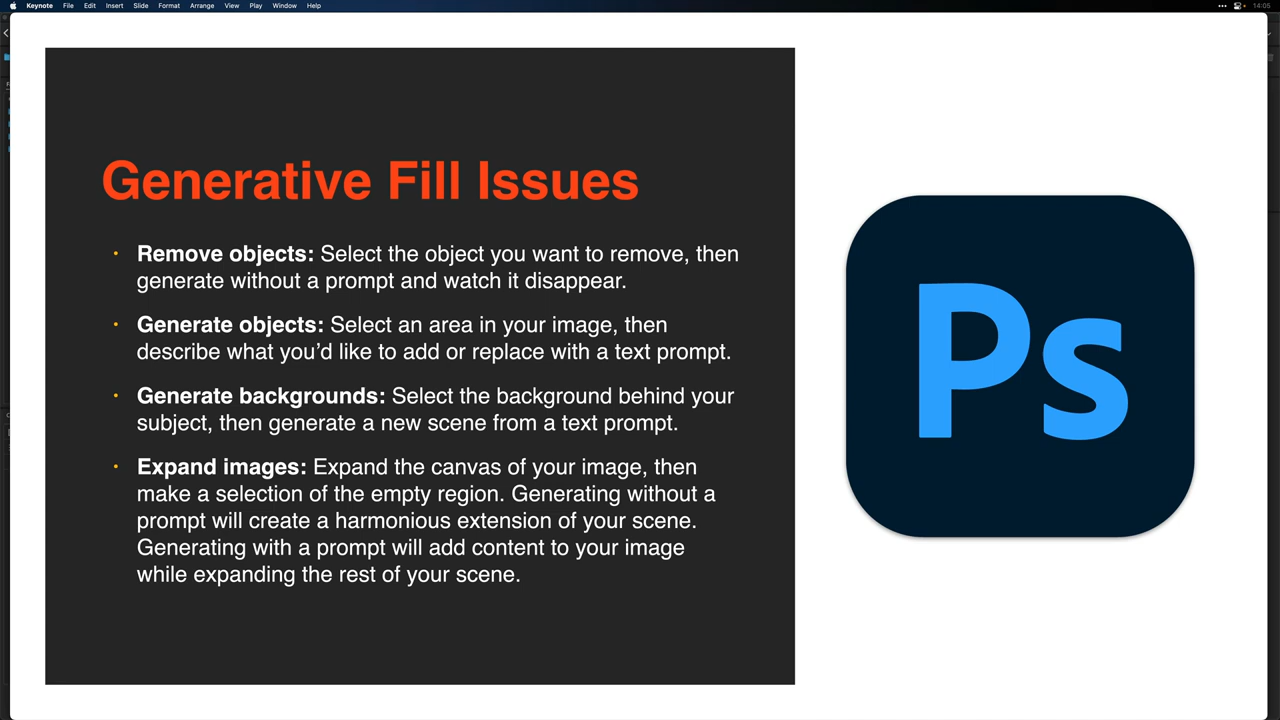 Keynote File Edit Insert Slide Format Arrange View Play Window Help 14:05
Generative Fill Issues
• Remove objects: Select the object you want to remove, then
generate without a prompt and watch it disappear.
• Generate objects: Select an area in your image, then
describe what you’d like to add or replace with a text prompt.
• Generate backgrounds: Select the background behind your
subject, then generate a new scene from a text prompt.
• Expand images: Expand the canvas of your image, then
make a selection of the empty region. Generating without a
prompt will create a harmonious extension of your scene.
Generating with a prompt will add content to your image
while expanding the rest of your scene.
Ps